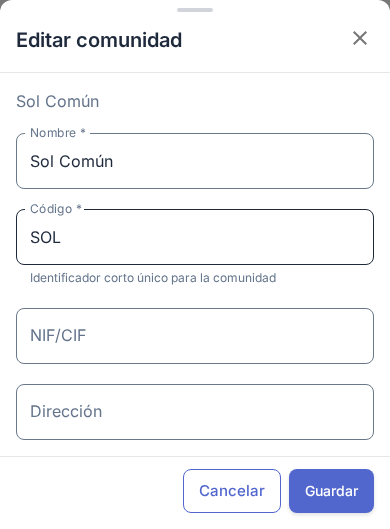 Editar comunidad
Sol Común
Nombre *
Sol Común
Código *
SOL
Identificador corto único para la comunidad
NIF/CIF
Dirección
Cancelar
Guardar